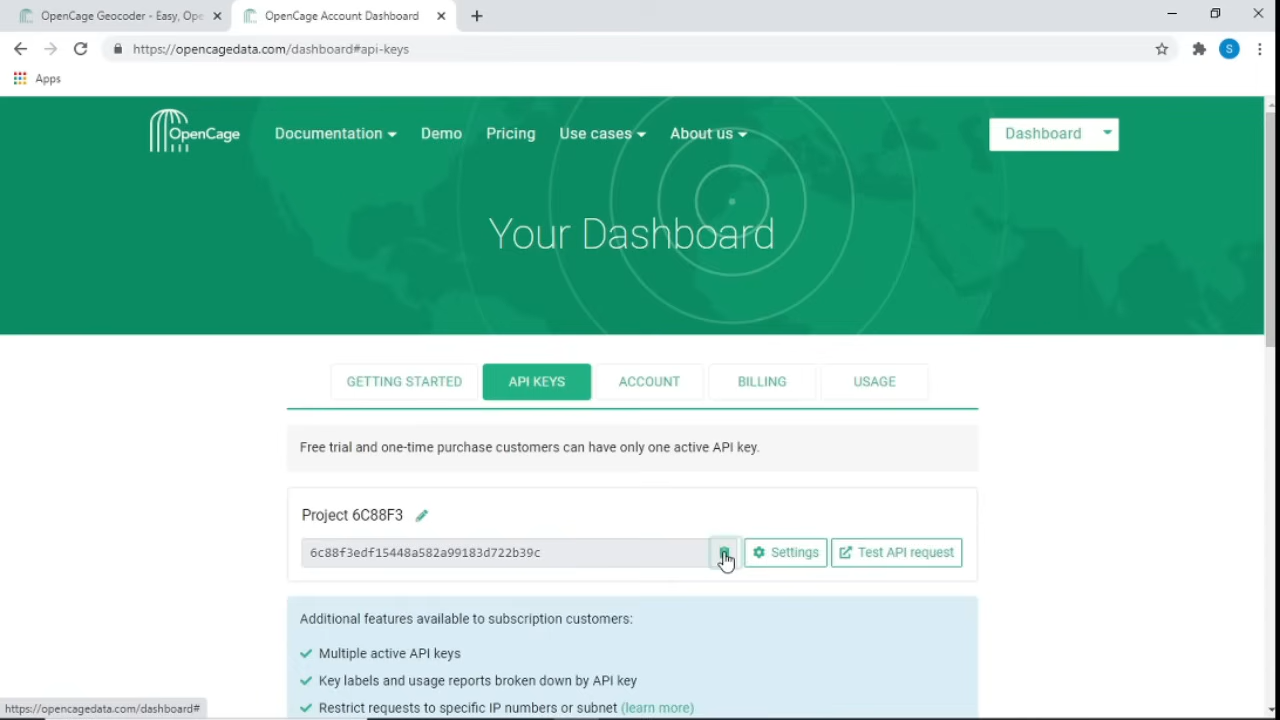 OpenCage Geocoder - Easy, Ope
OpenCage Account Dashboard
https://opencagedata.com/dashboard#api-keys
S
Apps
OpenCage
Documentation
Demo
Pricing
Use cases
About us
Dashboard
Your Dashboard
GETTING STARTED
API KEYS
ACCOUNT
BILLING
USAGE
Free trial and one-time purchase customers can have only one active API key.
Project 6C88F3
6c88f3edf15448a582a99183d722b39c
Settings
Test API request
Additional features available to subscription customers:
Multiple active API keys
Key labels and usage reports broken down by API key
Restrict requests to specific IP numbers or subnet (learn more)
https://opencagedata.com/dashboard#